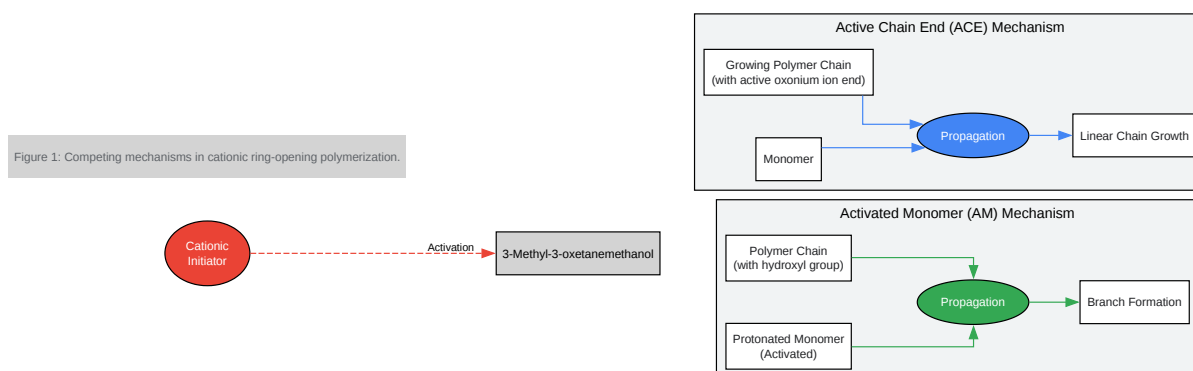 Figure 1: Competing mechanisms in cationic ring-opening polymerization.
Cationic
Initiator
Activation
3-Methyl-3-oxetanemethanol
Active Chain End (ACE) Mechanism
Growing Polymer Chain
(with active oxonium ion end)
Monomer
Propagation
Linear Chain Growth
Activated Monomer (AM) Mechanism
Polymer Chain
(with hydroxyl group)
Protonated Monomer
(Activated)
Propagation
Branch Formation